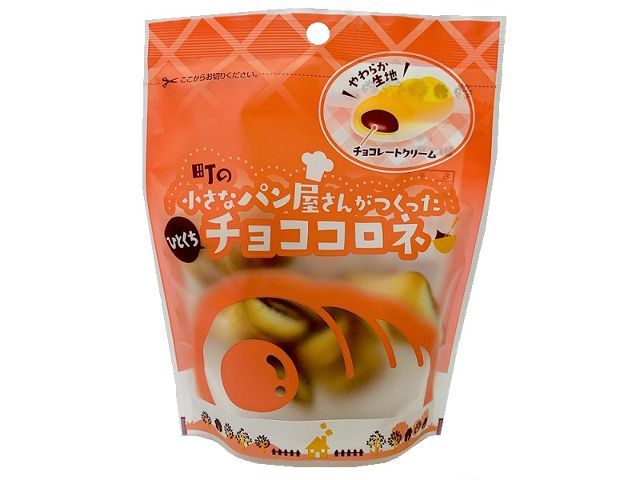 ここからお切りください。
やわらか
生地
チョコレートクリーム
町の
小さなパン屋さんがつくった
ひとくち
チョココロネ